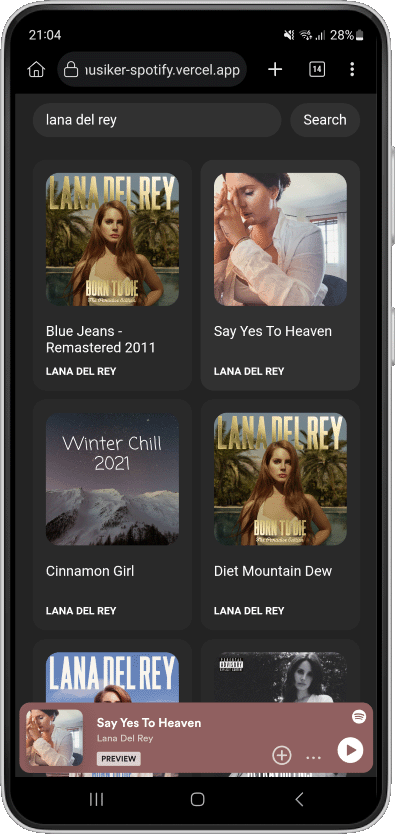 21:04
28%
usiker-spotify.vercel.app
14
lana del rey
Search
LANA DEL REY
BORN TO DIE
The Paradise Edition
Blue Jeans -
Remastered 2011
LANA DEL REY
Say Yes To Heaven
LANA DEL REY
Winter Chill
2021
Cinnamon Girl
LANA DEL REY
LANA DEL REY
BORN TO DIE
The Paradise Edition
Diet Mountain Dew
LANA DEL REY
LANA DEL REY
Say Yes To Heaven
Lana Del Rey
PREVIEW